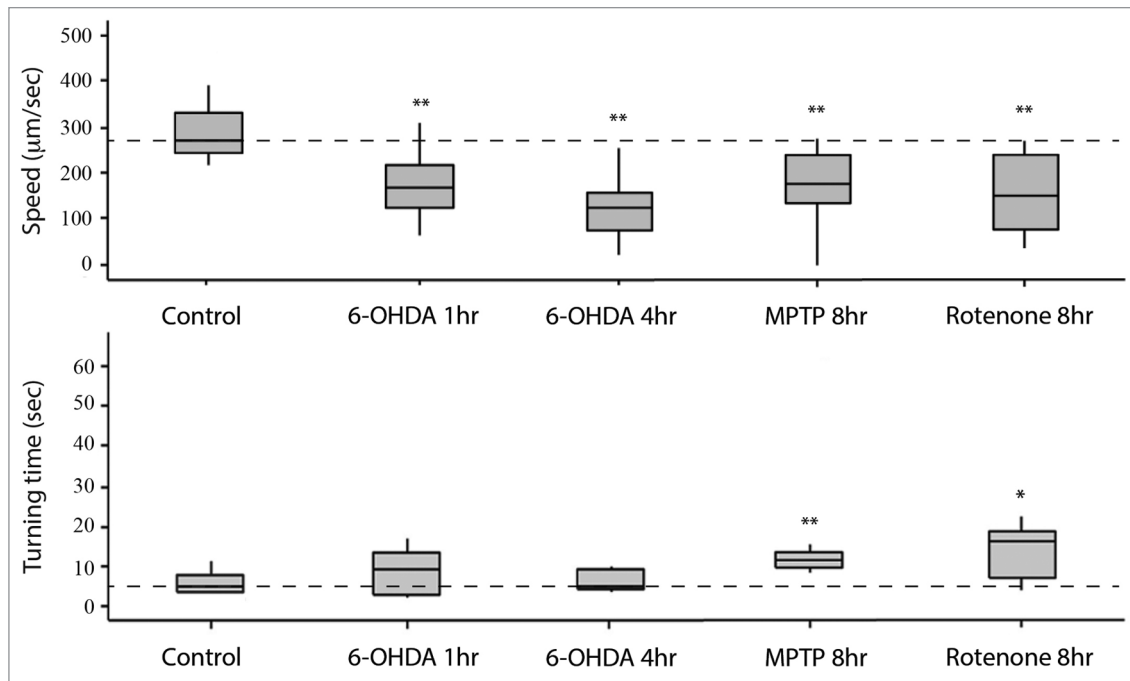 Speed (µm/sec)
500
400
300
200
100
0
**
**
**
**
Control
6-OHDA 1hr
6-OHDA 4hr
MPTP 8hr
Rotenone 8hr
Turning time (sec)
60
50
40
30
20
10
0
**
*
Control
6-OHDA 1hr
6-OHDA 4hr
MPTP 8hr
Rotenone 8hr